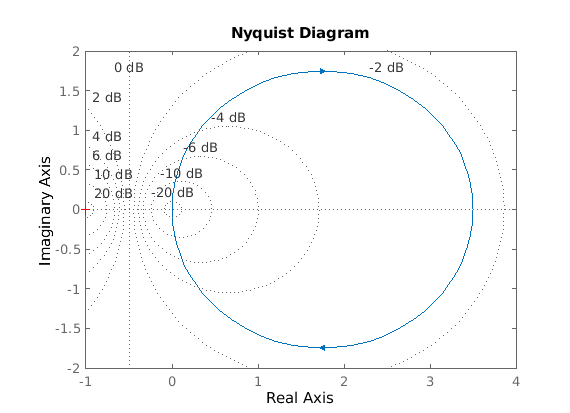 Nyquist Diagram
2
0 dB
-2 dB
1.5
2 dB
-4 dB
1
4 dB
-6 dB
0.5
6 dB
10 dB
-10 dB
20 dB
-20 dB
0
-0.5
-1
-1.5
-2
Imaginary Axis
-1
0
1
2
3
4
Real Axis